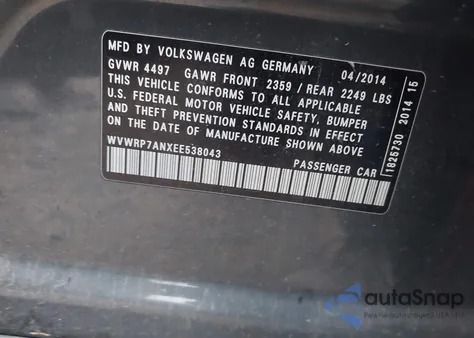 MFD BY VOLKSWAGEN AG GERMANY 04/2014
GVWR 4497 GAWR FRONT 2359 / REAR 2249 LBS
THIS VEHICLE CONFORMS TO ALL APPLICABLE
U.S. FEDERAL MOTOR VEHICLE SAFETY, BUMPER
AND THEFT PREVENTION STANDARDS IN EFFECT
ON THE DATE OF MANUFACTURE SHOWN ABOVE
WVWRP7ANXEE538043
PASSENGER CAR
1825730 2014 15
autoSnap